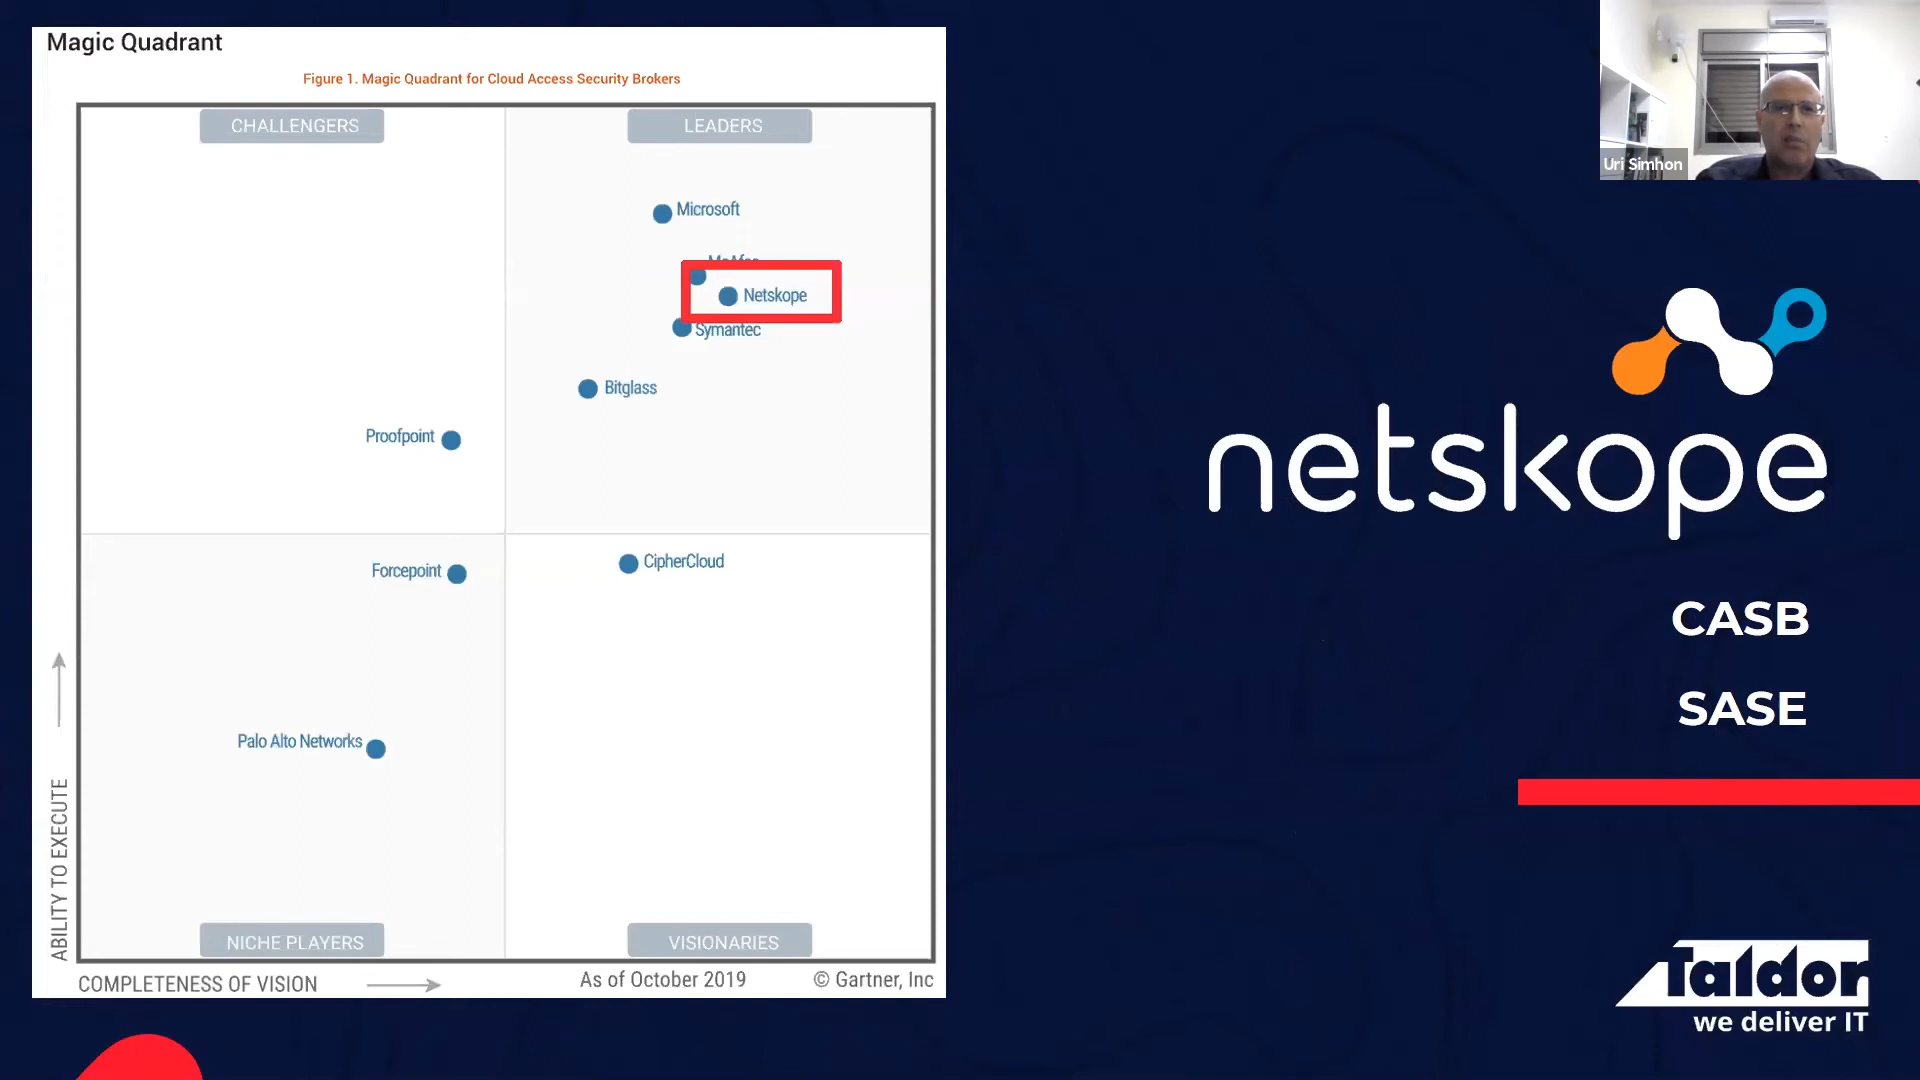 Magic Quadrant
Figure 1. Magic Quadrant for Cloud Access Security Brokers
CHALLENGERS
LEADERS
Microsoft
McAfee
Netskope
Symantec
Bitglass
Proofpoint
Forcepoint
CipherCloud
Palo Alto Networks
NICHE PLAYERS
VISIONARIES
ABILITY TO EXECUTE
COMPLETENESS OF VISION
As of October 2019
© Gartner, Inc
Uri Simhon
netskope
CASB
SASE
Taldor
we deliver IT